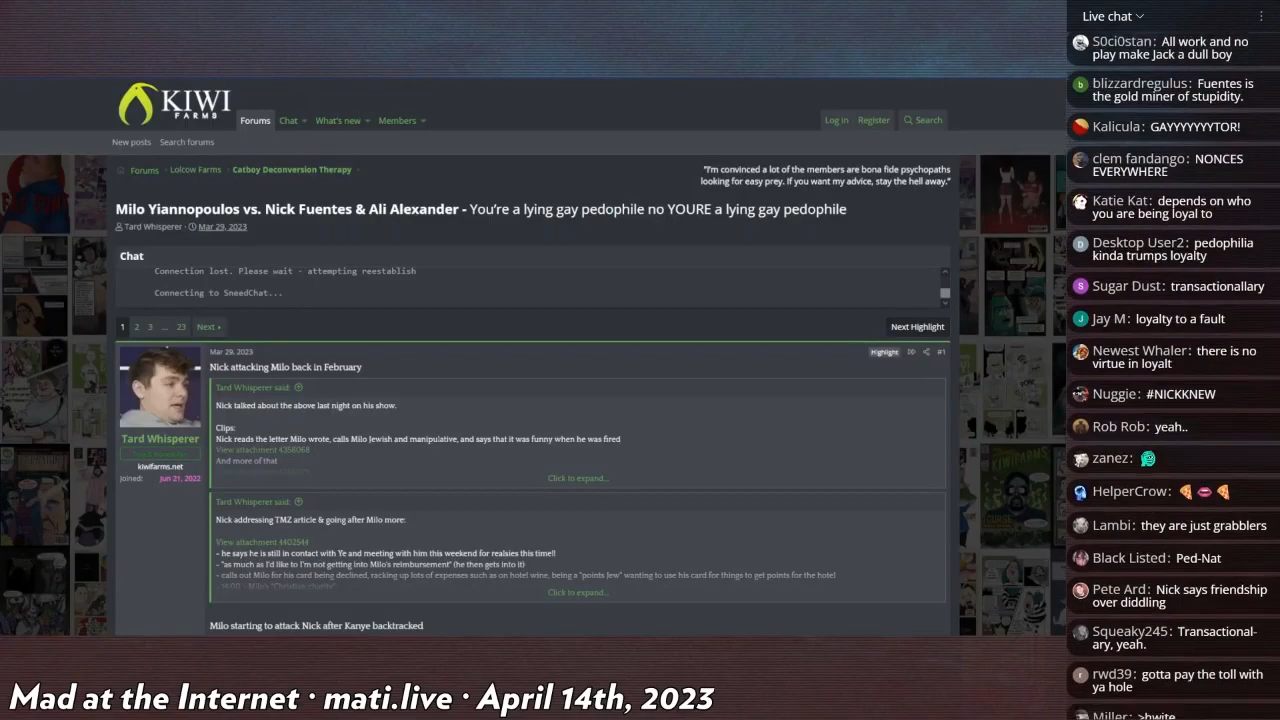 KIWI
FARMS
Forums
Chat
What's new
Members
Log in
Register
Search
New posts
Search forums
Forums
Lolcow Farms
Catboy Deconversion Therapy
"I'm convinced a lot of the members are bona fide psychopaths
looking for easy prey. If you want my advice, stay the hell away."
Milo Yiannopoulos vs. Nick Fuentes & Ali Alexander - You're a lying gay pedophile no YOURE a lying gay pedophile
Tard Whisperer · Mar 29, 2023
Chat
Connection lost. Please wait - attempting reestablish
Connecting to SneedChat...
1 2 3 ... 23 Next
Next Highlight
Mar 29, 2023
Highlight
#1
Nick attacking Milo back in February
Tard Whisperer said:
Nick talked about the above last night on his show.
Clips:
Nick reads the letter Milo wrote, calls Milo Jewish and manipulative, and says that it was funny when he was fired
View attachment 4358068
And more of that
Click to expand...
Tard Whisperer
kiwifarms.net
Joined: Jun 21, 2022
Tard Whisperer said:
Nick addressing TMZ article & going after Milo more:
View attachment 4402544
- he says he is still in contact with Ye and meeting with him this weekend for realsies this time!!
- "as much as I'd like to I'm not getting into Milo's reimbursement" (he then gets into it)
- calls out Milo for his card being declined, racking up lots of expenses such as on hotel wine, being a "points Jew" wanting to use his card for things to get points for the hotel
Click to expand...
Milo starting to attack Nick after Kanye backtracked
Live chat
S0ci0stan: All work and no
play make Jack a dull boy
blizzardregulus: Fuentes is
the gold miner of stupidity.
Kalicula: GAYYYYYYTOR!
clem fandango: NONCES
EVERYWHERE
Katie Kat: depends on who
you are being loyal to
Desktop User2: pedophilia
kinda trumps loyalty
Sugar Dust: transactionallary
Jay M: loyalty to a fault
Newest Whaler: there is no
virtue in loyalt
Nuggie: #NICKKNEW
Rob Rob: yeah..
zanez:
HelperCrow: 🍕👄🍕
Lambi: they are just grabblers
Black Listed: Ped-Nat
Pete Ard: Nick says friendship
over diddling
Squeaky245: Transactional-
ary, yeah.
rwd39: gotta pay the toll with
ya hole
Miller: >bwite
Mad at the Internet · mati.live · April 14th, 2023